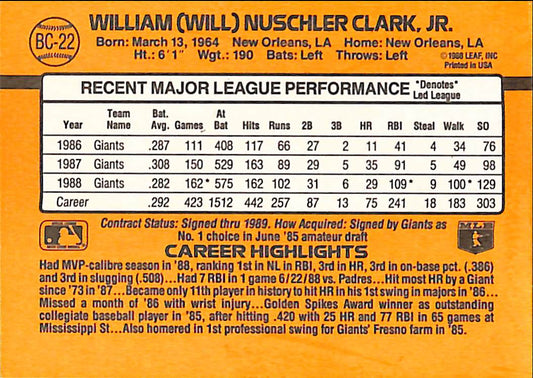 BC-22
WILLIAM (WILL) NUSCHLER CLARK, JR.
Born: March 13, 1964 New Orleans, LA Home: New Orleans, LA
Ht.: 6'1" Wgt.: 190 Bats: Left Throws: Left
©1988 LEAF, INC
Printed in USA
RECENT MAJOR LEAGUE PERFORMANCE *Denotes* Led League
Year Team Name Bat. Avg. Games At Bat Hits Runs 2B 3B HR RBI Steal Walk SO
1986 Giants .287 111 408 117 66 27 2 11 41 4 34 76
1987 Giants .308 150 529 163 89 29 5 35 91 5 49 98
1988 Giants .282 162* 575 162 102 31 6 29 109* 9 100* 129
Career .292 423 1512 442 257 87 13 75 241 18 183 303
Contract Status: Signed thru 1989. How Acquired: Signed by Giants as
No. 1 choice in June '85 amateur draft
MLB
CAREER HIGHLIGHTS
Had MVP-calibre season in '88, ranking 1st in NL in RBI, 3rd in HR, 3rd in on-base pct. (.386)
and 3rd in slugging (.508)...Had 7 RBI in 1 game 6/22/88 vs. Padres...Hit most HR by a Giant
since '73 in '87...Became only 11th player in history to hit HR in his 1st swing in majors in '86...
Missed a month of '86 with wrist injury...Golden Spikes Award winner as outstanding
collegiate baseball player in '85, after hitting .420 with 25 HR and 77 RBI in 65 games at
Mississippi St...Also homered in 1st professional swing for Giants' Fresno farm in '85.